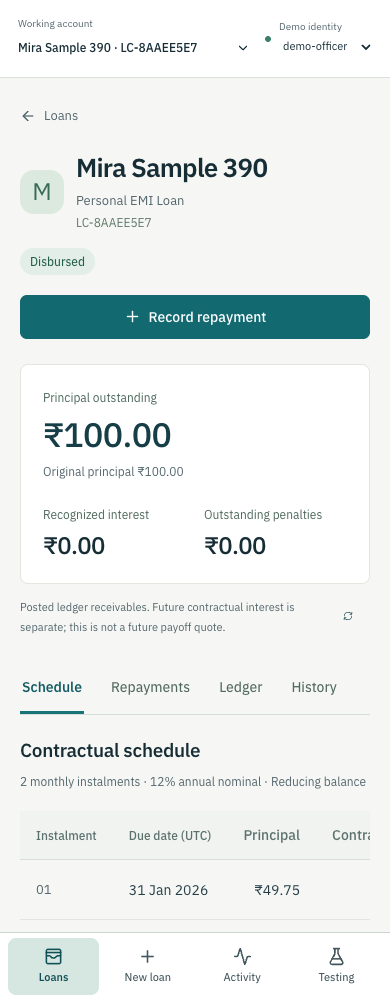 Working account
Demo identity
Mira Sample 390 · LC-8AAEE5E7
demo-officer
Loans
M
Mira Sample 390
Personal EMI Loan
LC-8AAEE5E7
Disbursed
Record repayment
Principal outstanding
₹100.00
Original principal ₹100.00
Recognized interest
Outstanding penalties
₹0.00
₹0.00
Posted ledger receivables. Future contractual interest is
separate; this is not a future payoff quote.
Schedule Repayments Ledger History
Contractual schedule
2 monthly instalments · 12% annual nominal · Reducing balance
Instalment Due date (UTC) Principal
01 31 Jan 2026 ₹49.75
Loans New loan Activity Testing